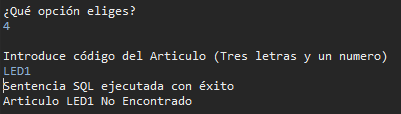 ¿Qué opción eliges?
4
Introduce código del Articulo (Tres letras y un numero)
LED1
Sentencia SQL ejecutada con éxito
Articulo LED1 No Encontrado